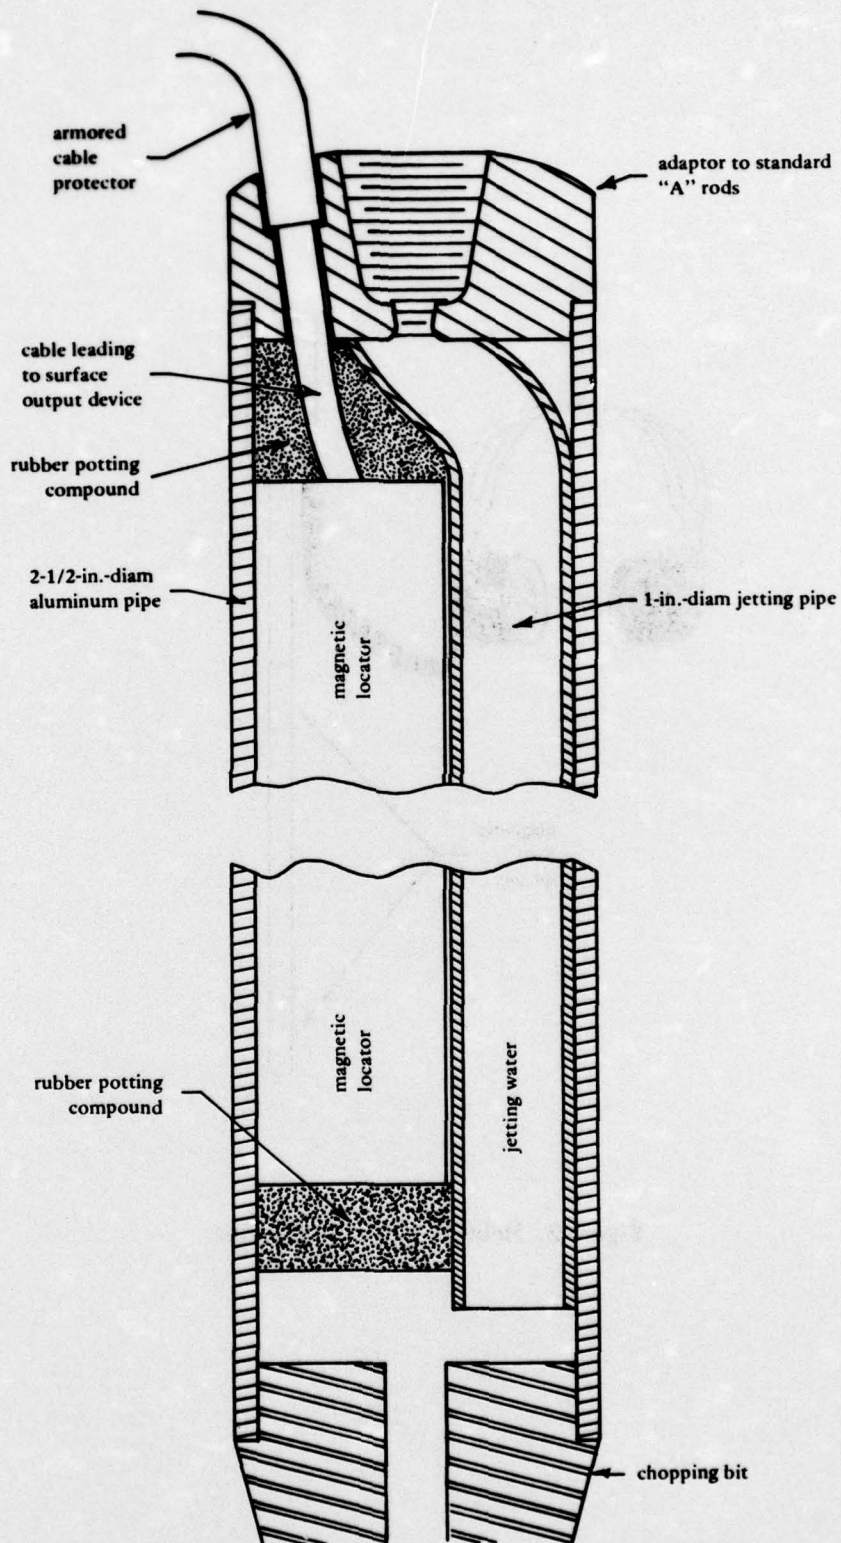 armored
cable
protector
adaptor to standard
"A" rods
cable leading
to surface
output device
rubber potting
compound
2-1/2-in.-diam
aluminum pipe
1-in.-diam jetting pipe
magnetic
locator
magnetic
locator
jetting water
rubber potting
compound
chopping bit